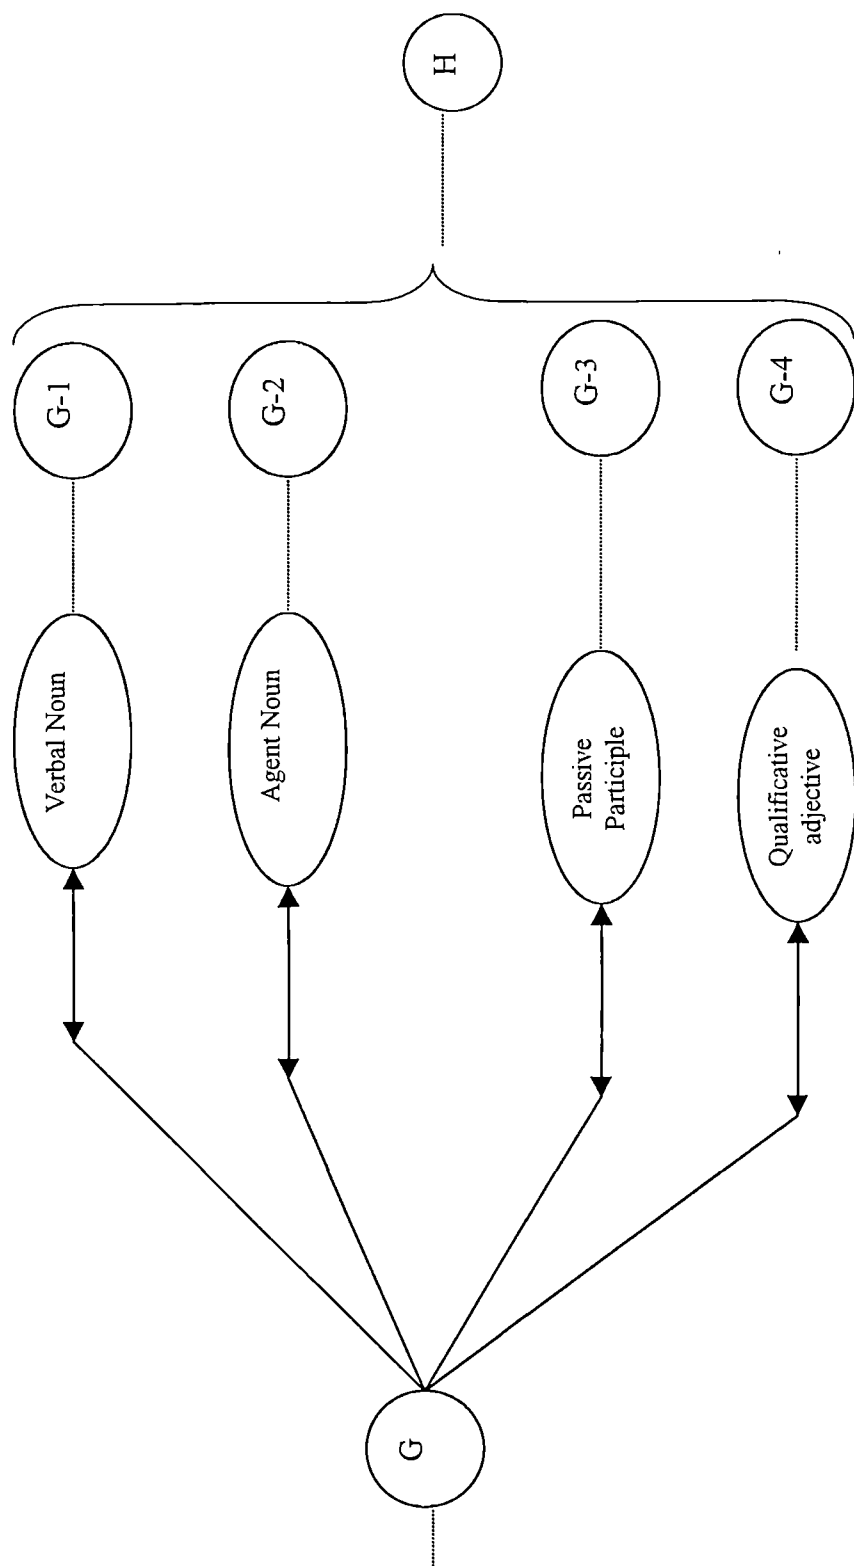 H
G-1
G-2
G-3
G-4
Verbal Noun
Agent Noun
Passive
Participle
Qualificative
adjective
G